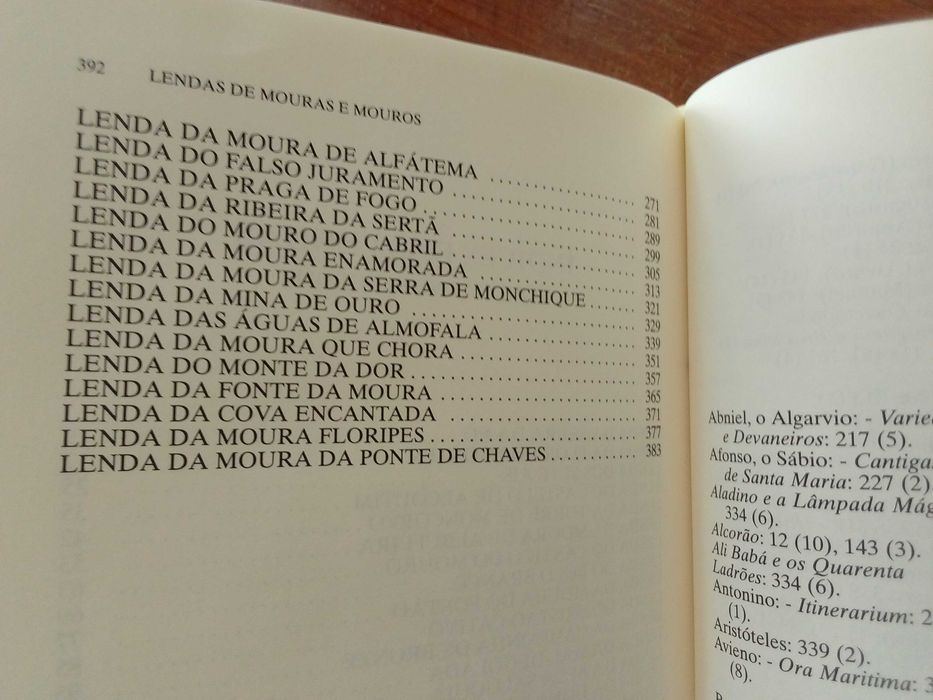 392 LENDAS DE MOURAS E MOUROS
LENDA DA MOURA DE ALFÁTEMA .................... 271
LENDA DO FALSO JURAMENTO .................... 281
LENDA DA PRAGA DE FOGO .................... 289
LENDA DA RIBEIRA DA SERTÃ .................... 299
LENDA DO MOURO DO CABRIL .................... 305
LENDA DA MOURA ENAMORADA .................... 313
LENDA DA MOURA DA SERRA DE MONCHIQUE ...... 321
LENDA DA MINA DE OURO .................... 329
LENDA DAS ÁGUAS DE ALMOFALA .................... 339
LENDA DA MOURA QUE CHORA .................... 351
LENDA DO MONTE DA DOR .................... 357
LENDA DA FONTE DA MOURA .................... 365
LENDA DA COVA ENCANTADA .................... 371
LENDA DA MOURA FLORIPES .................... 377
LENDA DA MOURA DA PONTE DE CHAVES ........... 383
Abniel, o Algarvio: - Varied
e Devaneiros: 217 (5).
Afonso, o Sábio: - Cantigas
de Santa Maria: 227 (2)
Aladino e a Lâmpada Mág
334 (6).
Alcorão: 12 (10), 143 (3).
Ali Babá e os Quarenta
Ladrões: 334 (6).
Antonino: - Itinerarium: 2
(1).
Aristóteles: 339 (2).
Avieno: - Ora Maritima: 3
(8).